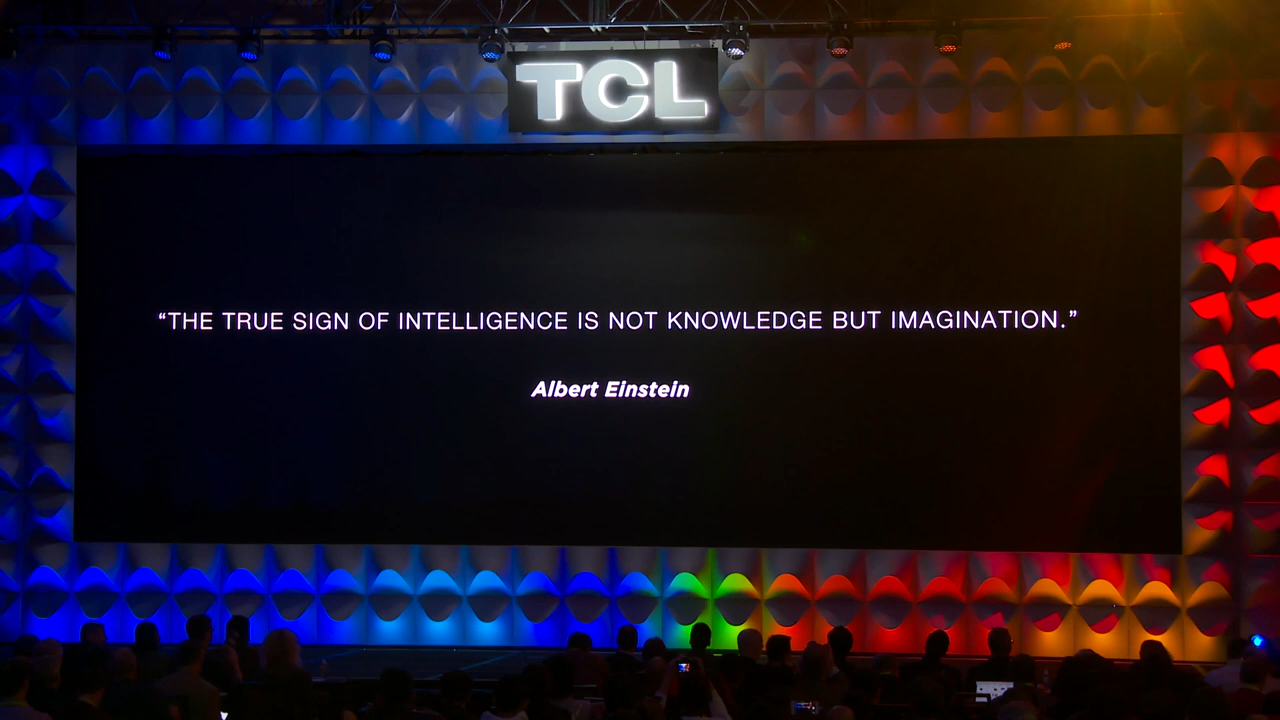 TCL
“THE TRUE SIGN OF INTELLIGENCE IS NOT KNOWLEDGE BUT IMAGINATION.”
Albert Einstein